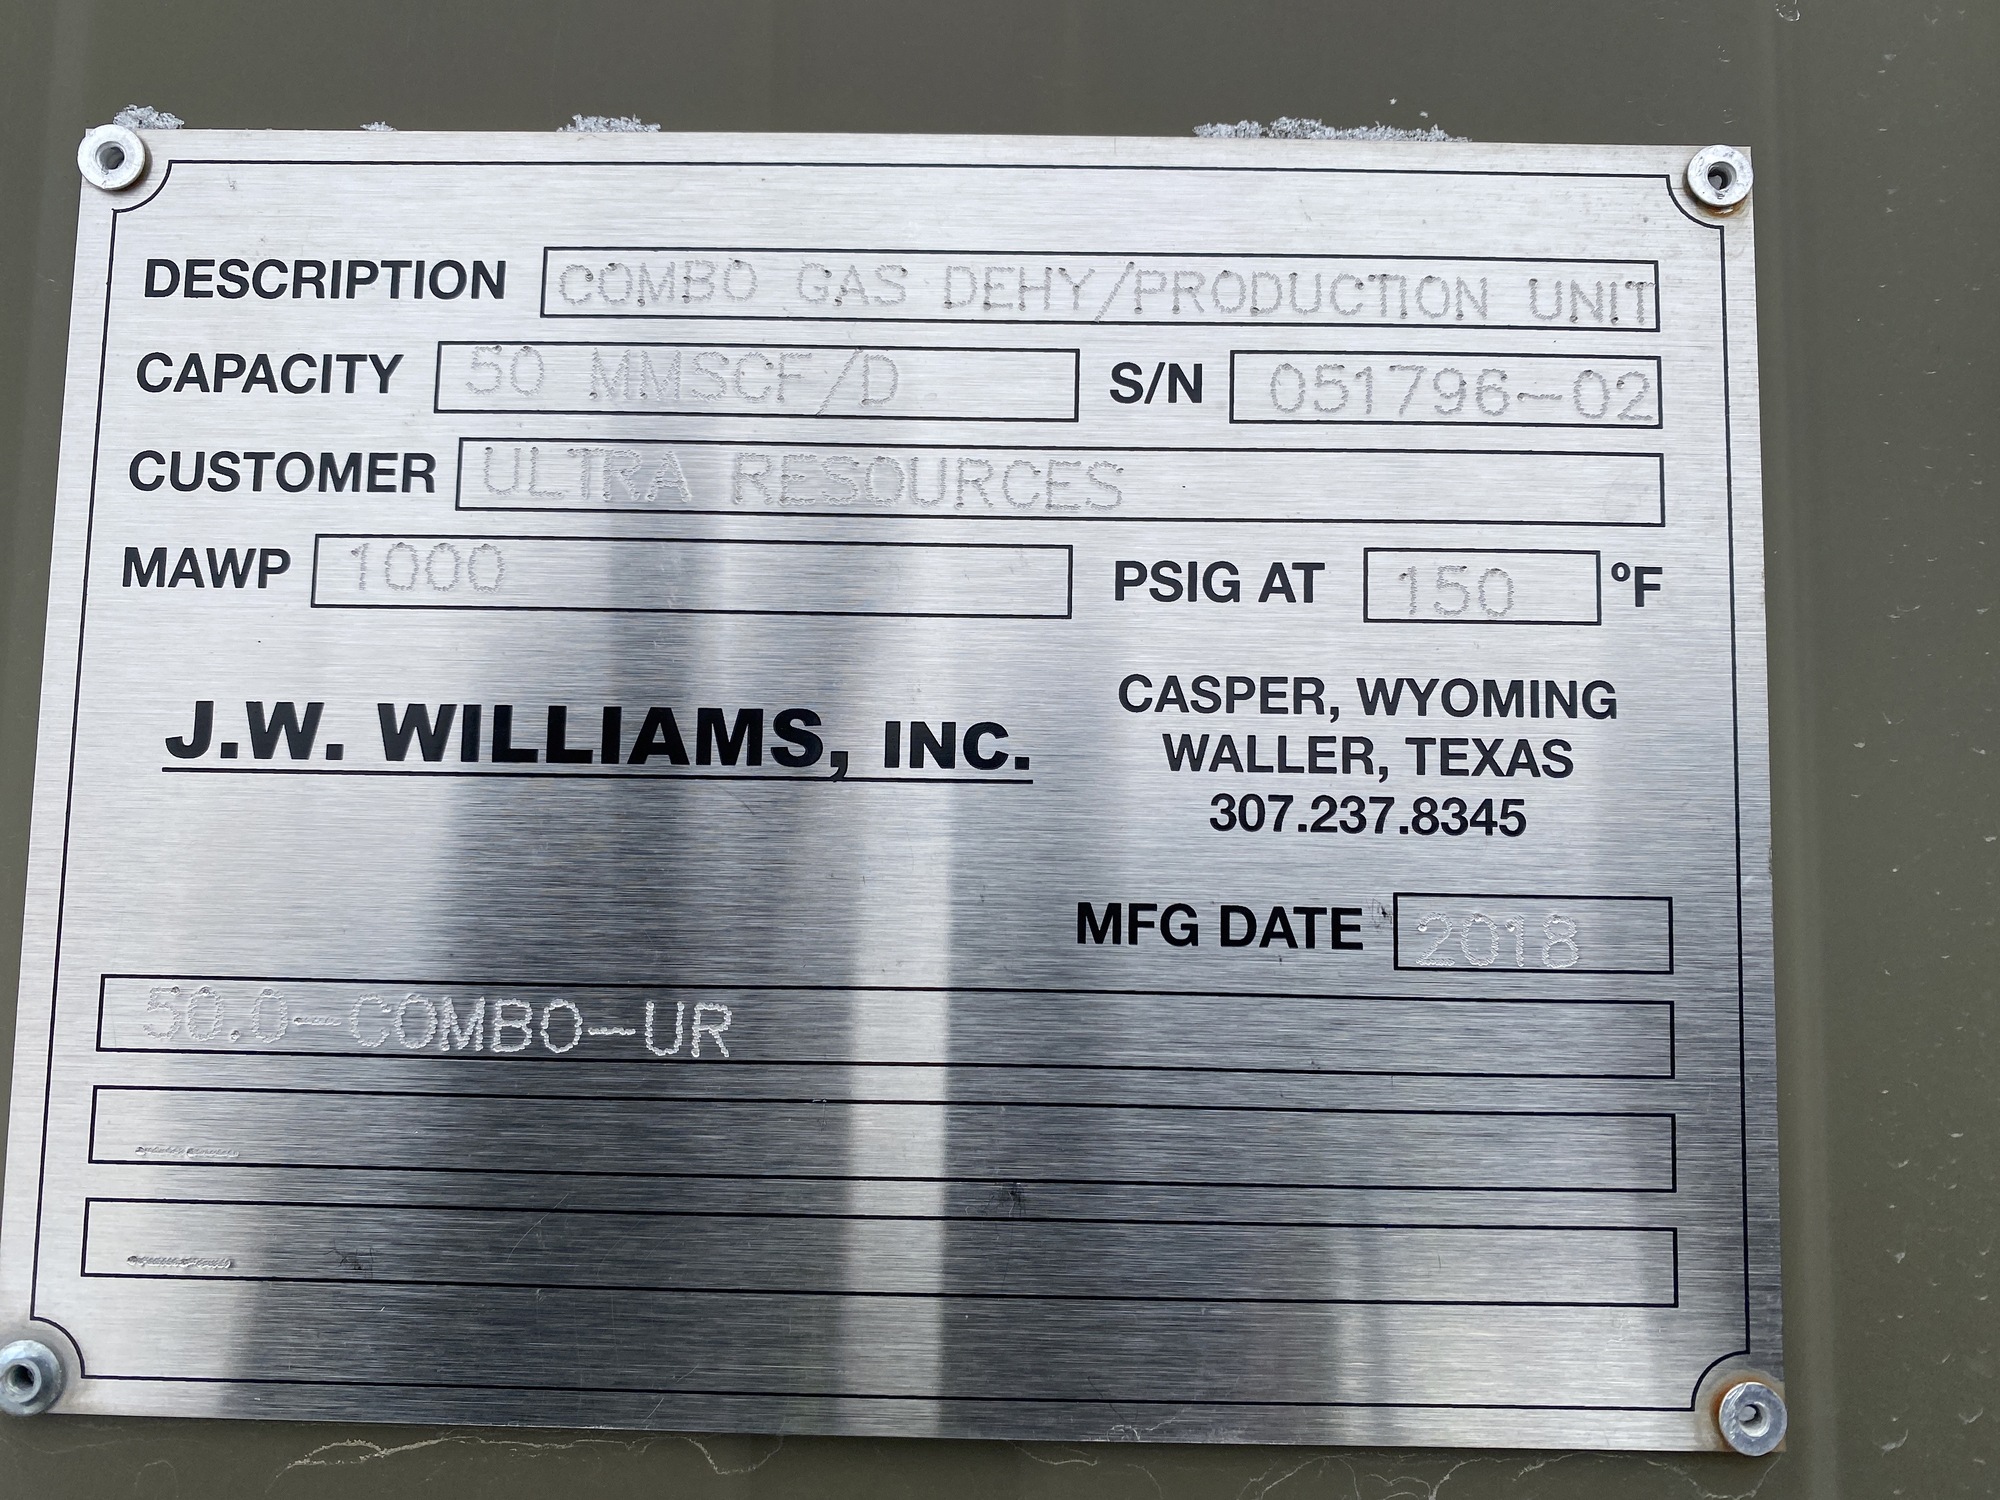 DESCRIPTION COMBO GAS DEHY/PRODUCTION UNIT
CAPACITY 50 MMSCF/D S/N 051796-02
CUSTOMER ULTRA RESOURCES
MAWP 1000 PSIG AT 150 ºF
J.W. WILLIAMS, INC.
CASPER, WYOMING
WALLER, TEXAS
307.237.8345
MFG DATE 2018
50.0-COMBO-UR